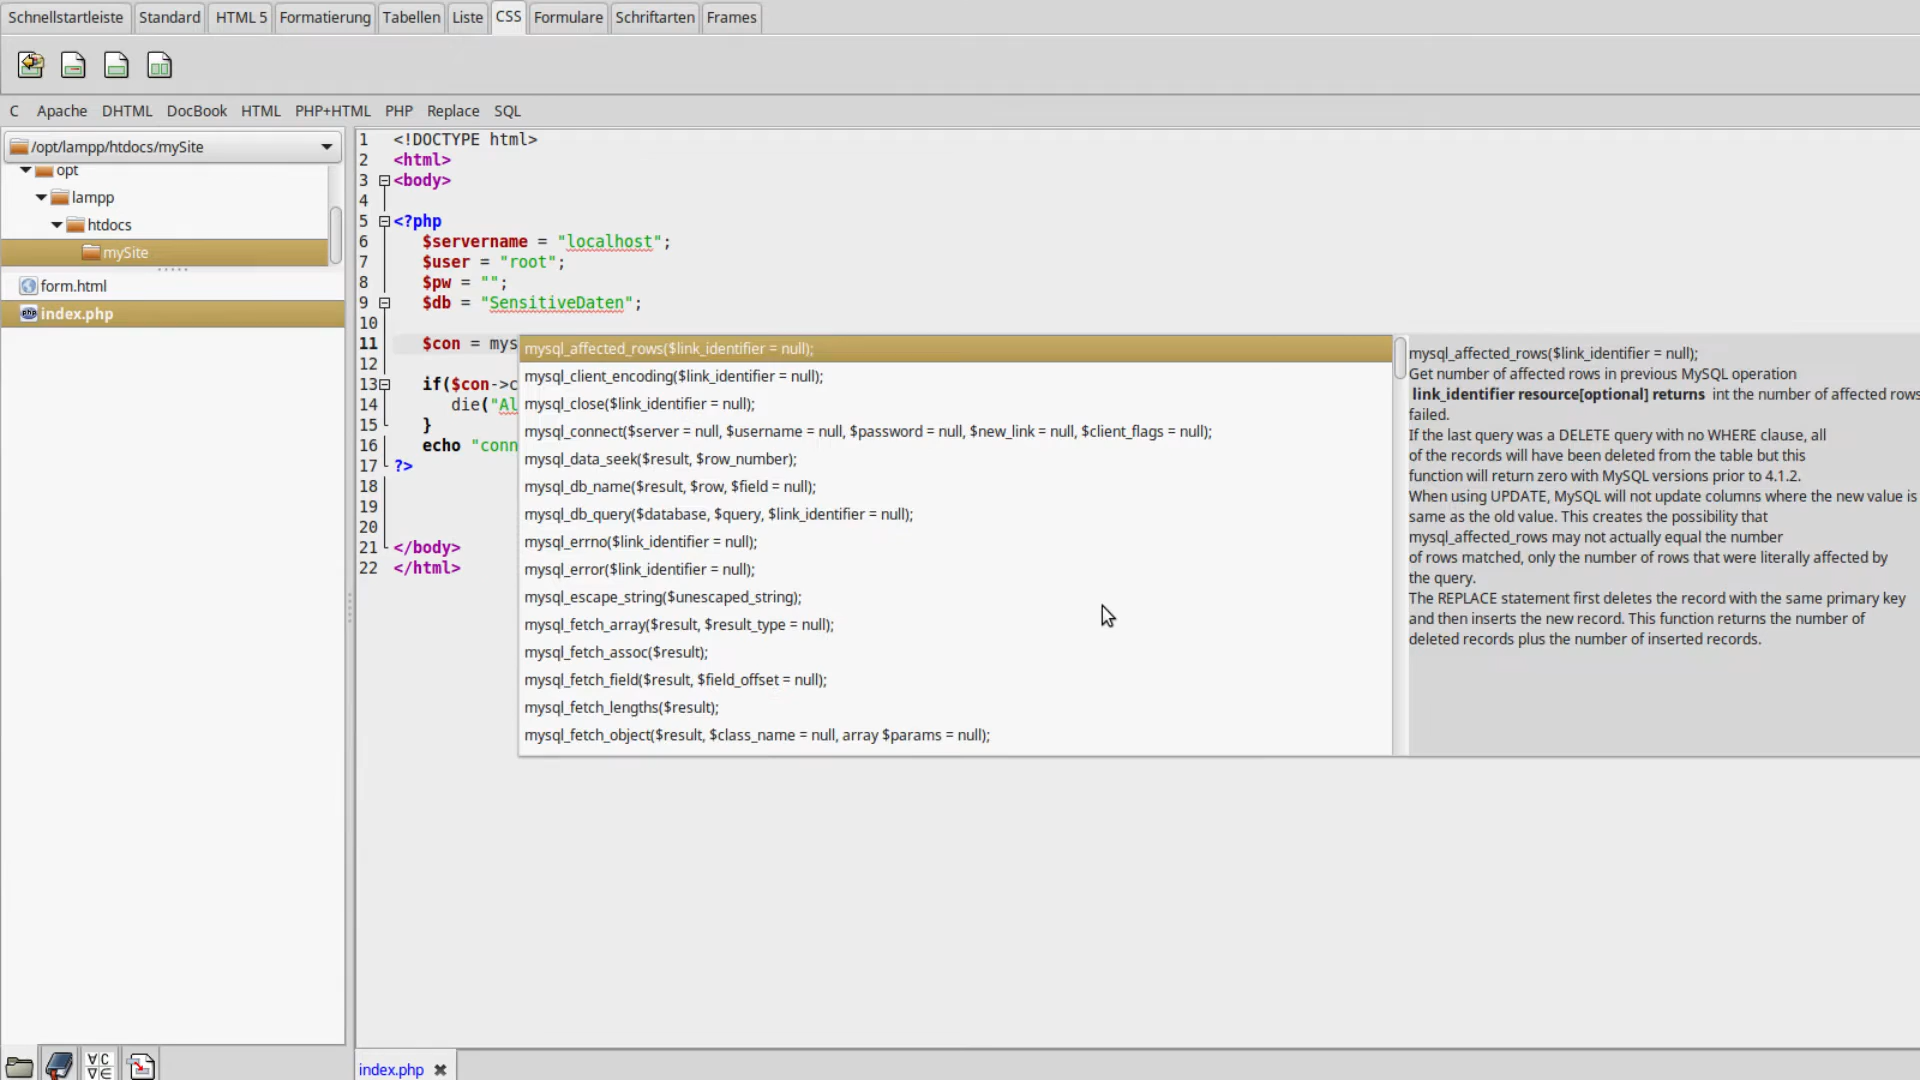 Schnellstartleiste Standard HTML 5 Formatierung Tabellen Liste CSS Formulare Schriftarten Frames
C Apache DHTML DocBook HTML PHP+HTML PHP Replace SQL
/opt/lampp/htdocs/mySite
opt
lampp
htdocs
mySite
form.html
index.php
1 <!DOCTYPE html>
2 <html>
3 <body>
4
5 <?php
6 $servername = "localhost";
7 $user = "root";
8 $pw = "";
9 $db = "SensitiveDaten";
10
11 $con = mys
12
13 if($con->c
14 die("Al
15 }
16 echo "conn
17 ?>
18
19
20
21 </body>
22 </html>
mysql_affected_rows($link_identifier = null);
mysql_client_encoding($link_identifier = null);
mysql_close($link_identifier = null);
mysql_connect($server = null, $username = null, $password = null, $new_link = null, $client_flags = null);
mysql_data_seek($result, $row_number);
mysql_db_name($result, $row, $field = null);
mysql_db_query($database, $query, $link_identifier = null);
mysql_errno($link_identifier = null);
mysql_error($link_identifier = null);
mysql_escape_string($unescaped_string);
mysql_fetch_array($result, $result_type = null);
mysql_fetch_assoc($result);
mysql_fetch_field($result, $field_offset = null);
mysql_fetch_lengths($result);
mysql_fetch_object($result, $class_name = null, array $params = null);
mysql_affected_rows($link_identifier = null);
Get number of affected rows in previous MySQL operation
link_identifier resource[optional] returns int the number of affected rows
failed.
If the last query was a DELETE query with no WHERE clause, all
of the records will have been deleted from the table but this
function will return zero with MySQL versions prior to 4.1.2.
When using UPDATE, MySQL will not update columns where the new value is
same as the old value. This creates the possibility that
mysql_affected_rows may not actually equal the number
of rows matched, only the number of rows that were literally affected by
the query.
The REPLACE statement first deletes the record with the same primary key
and then inserts the new record. This function returns the number of
deleted records plus the number of inserted records.
index.php